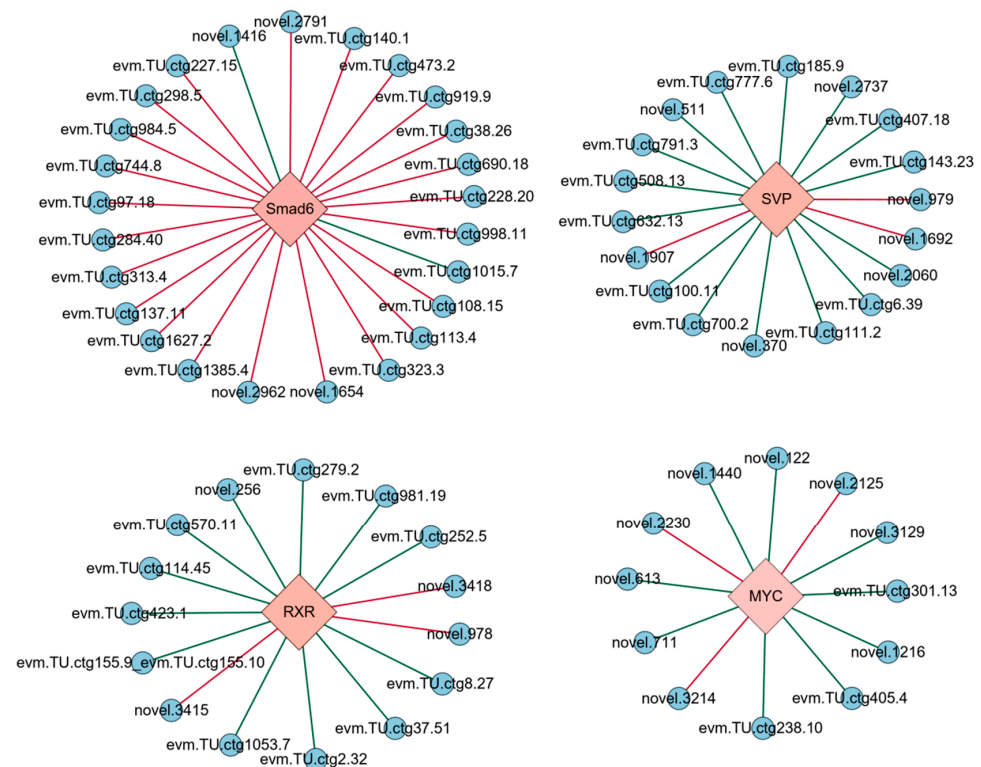 novel.2791
novel.1416
evm.TU.ctg140.1
evm.TU.ctg227.15
evm.TU.ctg473.2
evm.TU.ctg298.5
evm.TU.ctg919.9
evm.TU.ctg984.5
evm.TU.ctg38.26
evm.TU.ctg744.8
evm.TU.ctg690.18
evm.TU.ctg97.18
evm.TU.ctg228.20
Smad6
evm.TU.ctg284.40
evm.TU.ctg998.11
evm.TU.ctg313.4
evm.TU.ctg1015.7
evm.TU.ctg137.11
evm.TU.ctg108.15
evm.TU.ctg1627.2
evm.TU.ctg113.4
evm.TU.ctg1385.4
evm.TU.ctg323.3
novel.2962
novel.1654
evm.TU.ctg185.9
evm.TU.ctg777.6
novel.2737
novel.511
evm.TU.ctg407.18
evm.TU.ctg791.3
evm.TU.ctg143.23
evm.TU.ctg508.13
SVP
novel.979
evm.TU.ctg632.13
novel.1692
novel.1907
novel.2060
evm.TU.ctg100.11
evm.TU.ctg6.39
evm.TU.ctg700.2
evm.TU.ctg111.2
novel.370
evm.TU.ctg279.2
novel.256
evm.TU.ctg981.19
evm.TU.ctg570.11
evm.TU.ctg252.5
evm.TU.ctg114.45
novel.3418
evm.TU.ctg423.1
RXR
novel.978
evm.TU.ctg155.9_evm.TU.ctg155.10
evm.TU.ctg8.27
novel.3415
evm.TU.ctg37.51
evm.TU.ctg1053.7
evm.TU.ctg2.32
novel.122
novel.1440
novel.2125
novel.2230
novel.3129
novel.613
evm.TU.ctg301.13
MYC
novel.711
novel.1216
novel.3214
evm.TU.ctg405.4
evm.TU.ctg238.10